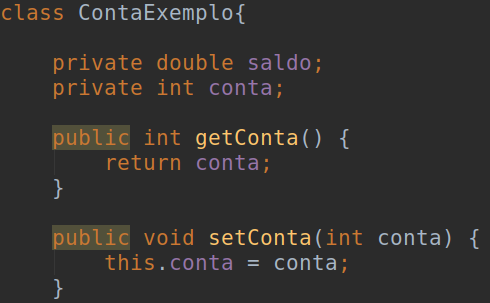 class ContaExemplo{
private double saldo;
private int conta;
public int getConta() {
return conta;
}
public void setConta(int conta) {
this.conta = conta;
}